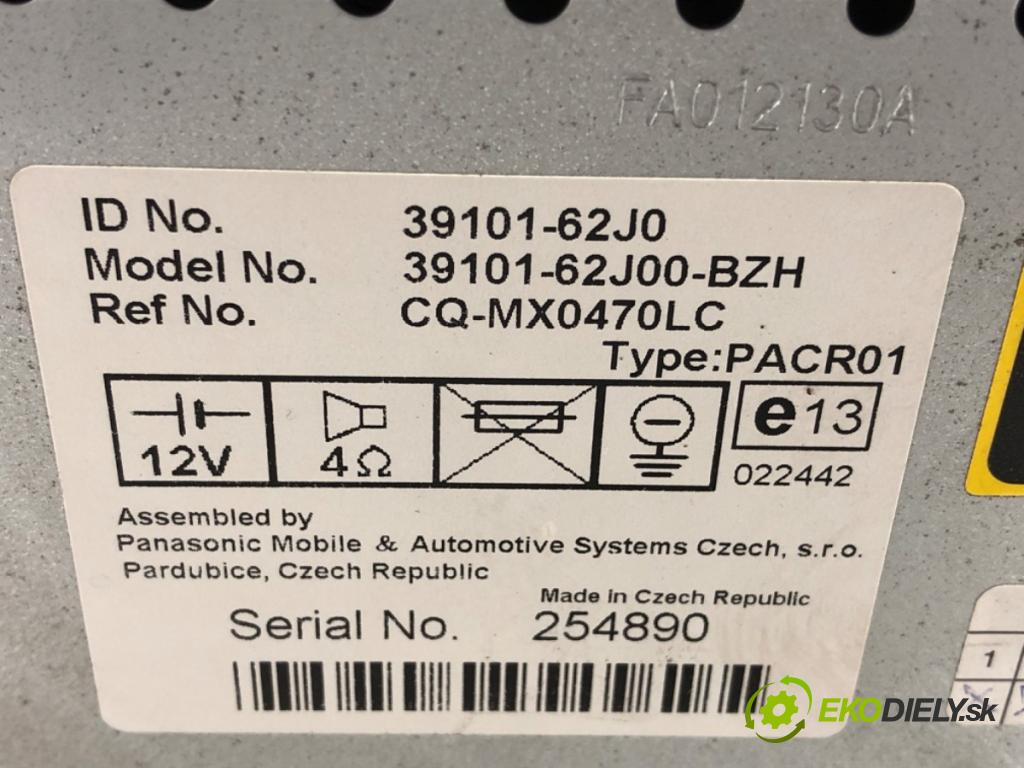 FA012130A
ID No. 39101-62J0
Model No. 39101-62J00-BZH
Ref No. CQ-MX0470LC
Type:PACR01
12V 4Ω e13
022442
Assembled by
Panasonic Mobile & Automotive Systems Czech, s.r.o.
Pardubice, Czech Republic
Made in Czech Republic
Serial No. 254890
1
EKODIELY.sk